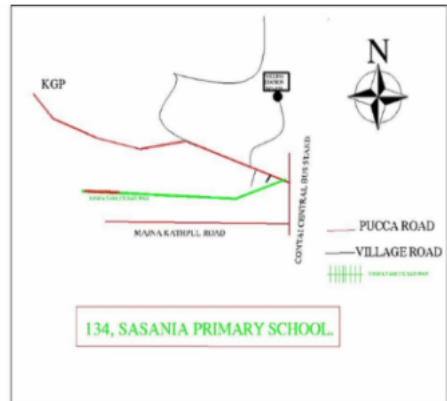 N
KGP
CONTAI CENTRAL BUS STAND
MAINA KATHPUL ROAD
PUCCA ROAD
VILLAGE ROAD
134, SASANIA PRIMARY SCHOOL.